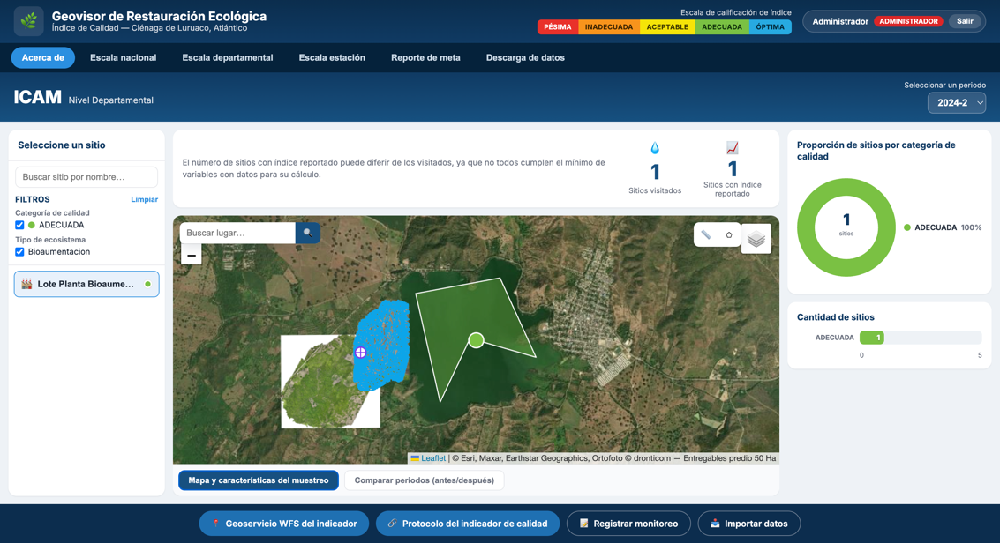 Geovisor de Restauración Ecológica
Índice de Calidad — Ciénaga de Luruaco, Atlántico
Escala de calificación de índice
PÉSIMA INADECUADA ACEPTABLE ADECUADA ÓPTIMA
Administrador ADMINISTRADOR Salir
Acerca de Escala nacional Escala departamental Escala estación Reporte de meta Descarga de datos
ICAM Nivel Departamental
Seleccionar un periodo
2024-2
Seleccione un sitio
Buscar sitio por nombre...
FILTROS Limpiar
Categoría de calidad
ADECUADA
Tipo de ecosistema
Bioaumentacion
Lote Planta Bioaume...
El número de sitios con índice reportado puede diferir de los visitados, ya que no todos cumplen el mínimo de
variables con datos para su cálculo.
1
Sitios visitados
1
Sitios con índice
reportado
Buscar lugar...
−
Leaflet | © Esri, Maxar, Earthstar Geographics, Ortofoto © dronticom — Entregables predio 50 Ha
Mapa y características del muestreo Comparar periodos (antes/después)
Proporción de sitios por categoría de
calidad
1
sitios
ADECUADA 100%
Cantidad de sitios
ADECUADA 1
0 5
Geoservicio WFS del indicador Protocolo del indicador de calidad Registrar monitoreo Importar datos